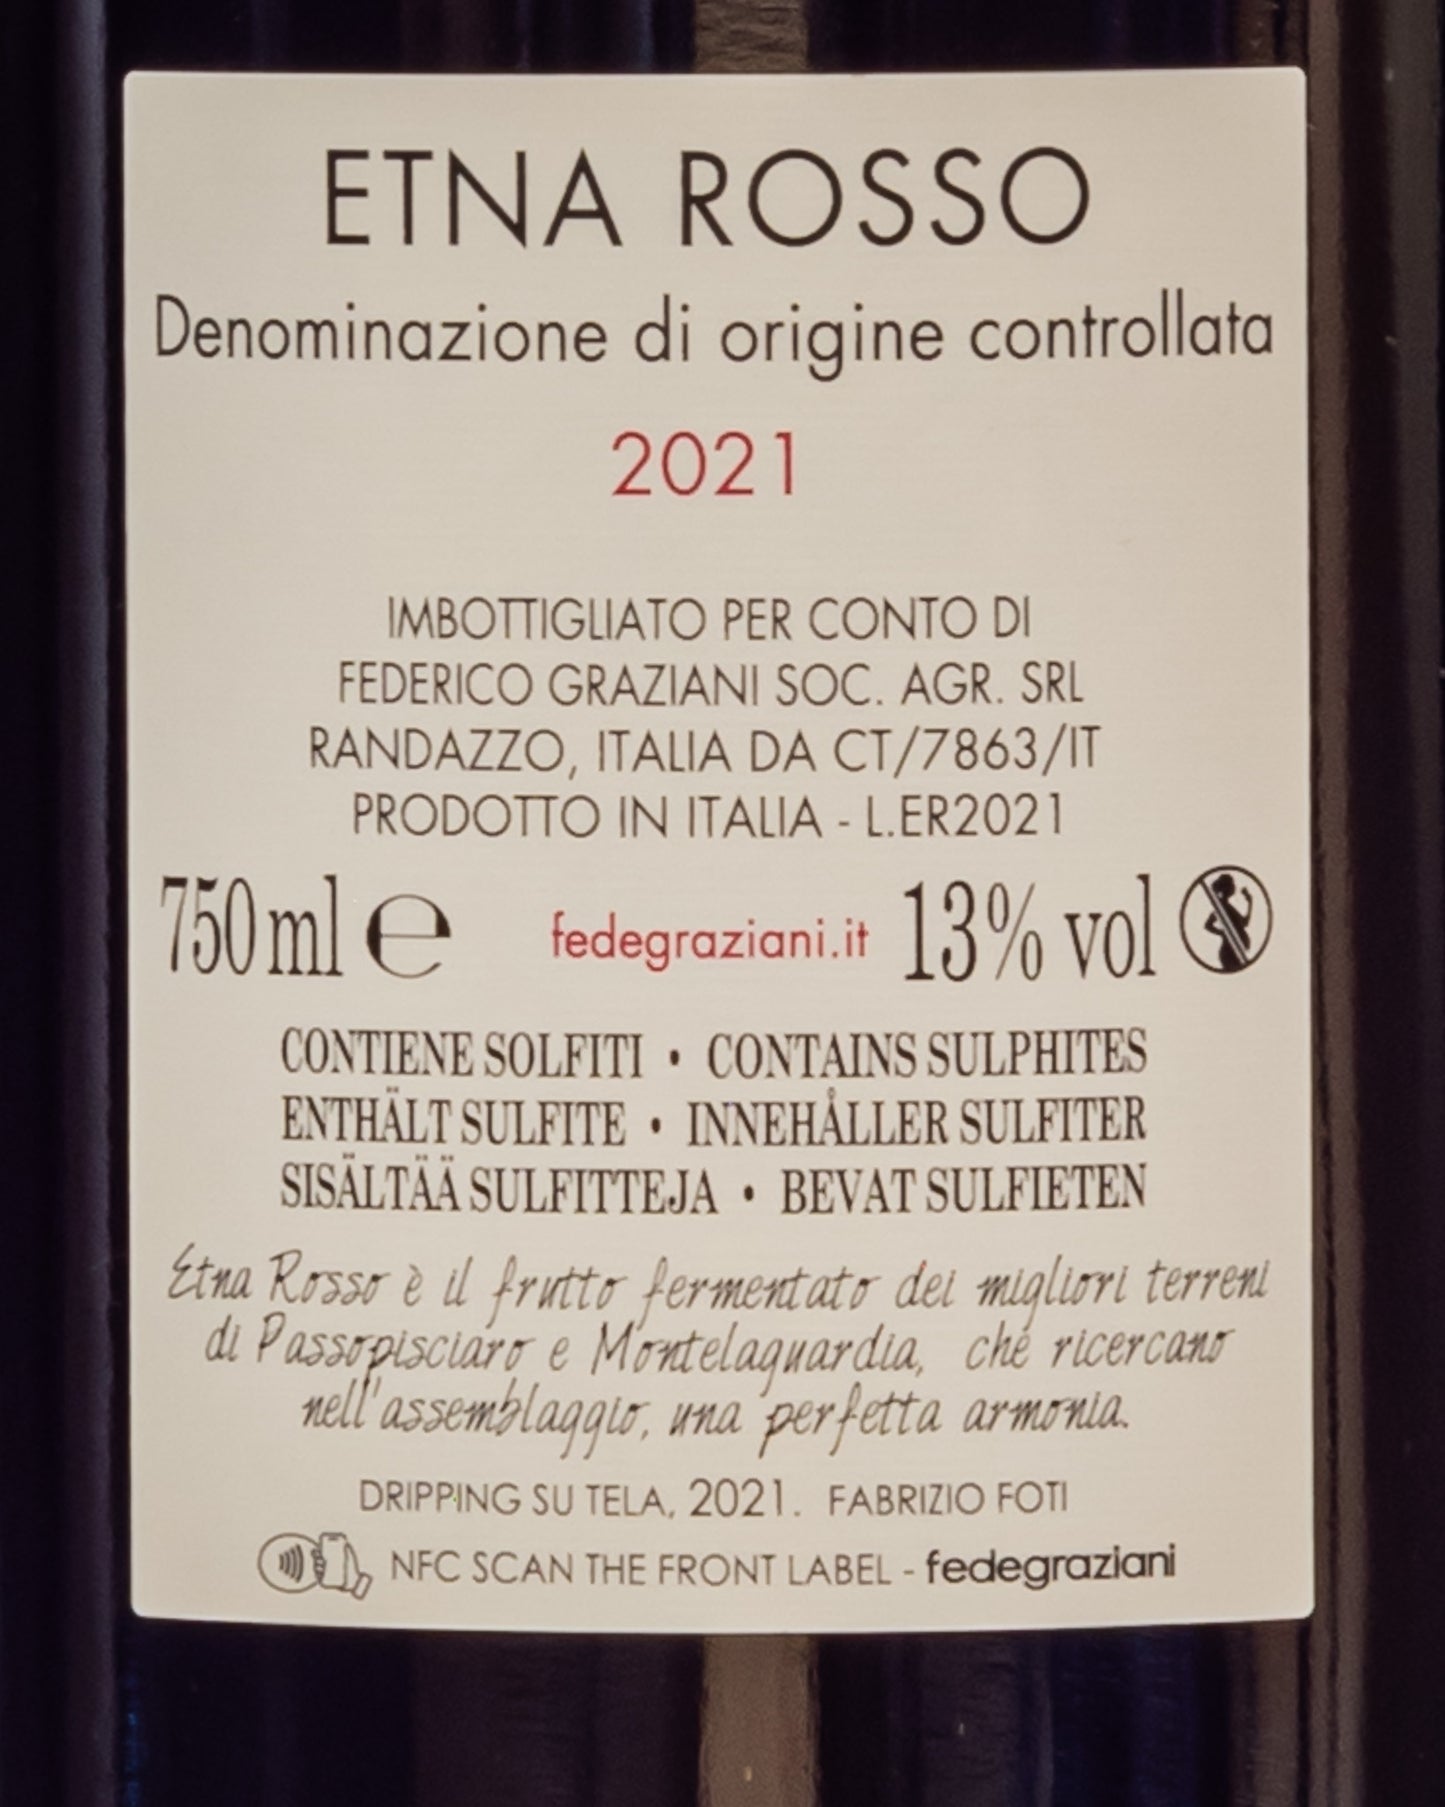 ETNA ROSSO
Denominazione di origine controllata
2021
IMBOTTIGLIATO PER CONTO DI
FEDERICO GRAZIANI SOC. AGR. SRL
RANDAZZO, ITALIA DA CT/7863/IT
PRODOTTO IN ITALIA - L.ER2021
750 ml e fedegraziani.it 13% vol
CONTIENE SOLFITI • CONTAINS SULPHITES
ENTHÄLT SULFITE • INNEHÅLLER SULFITER
SISÄLTÄÄ SULFITTEJA • BEVAT SULFIETEN
Etna Rosso è il frutto fermentato dei migliori terreni
di Passopisciaro e Montelaguardia, che ricercano
nell'assemblaggio, una perfetta armonia.
DRIPPING SU TELA, 2021. FABRIZIO FOTI
NFC SCAN THE FRONT LABEL - fedegraziani